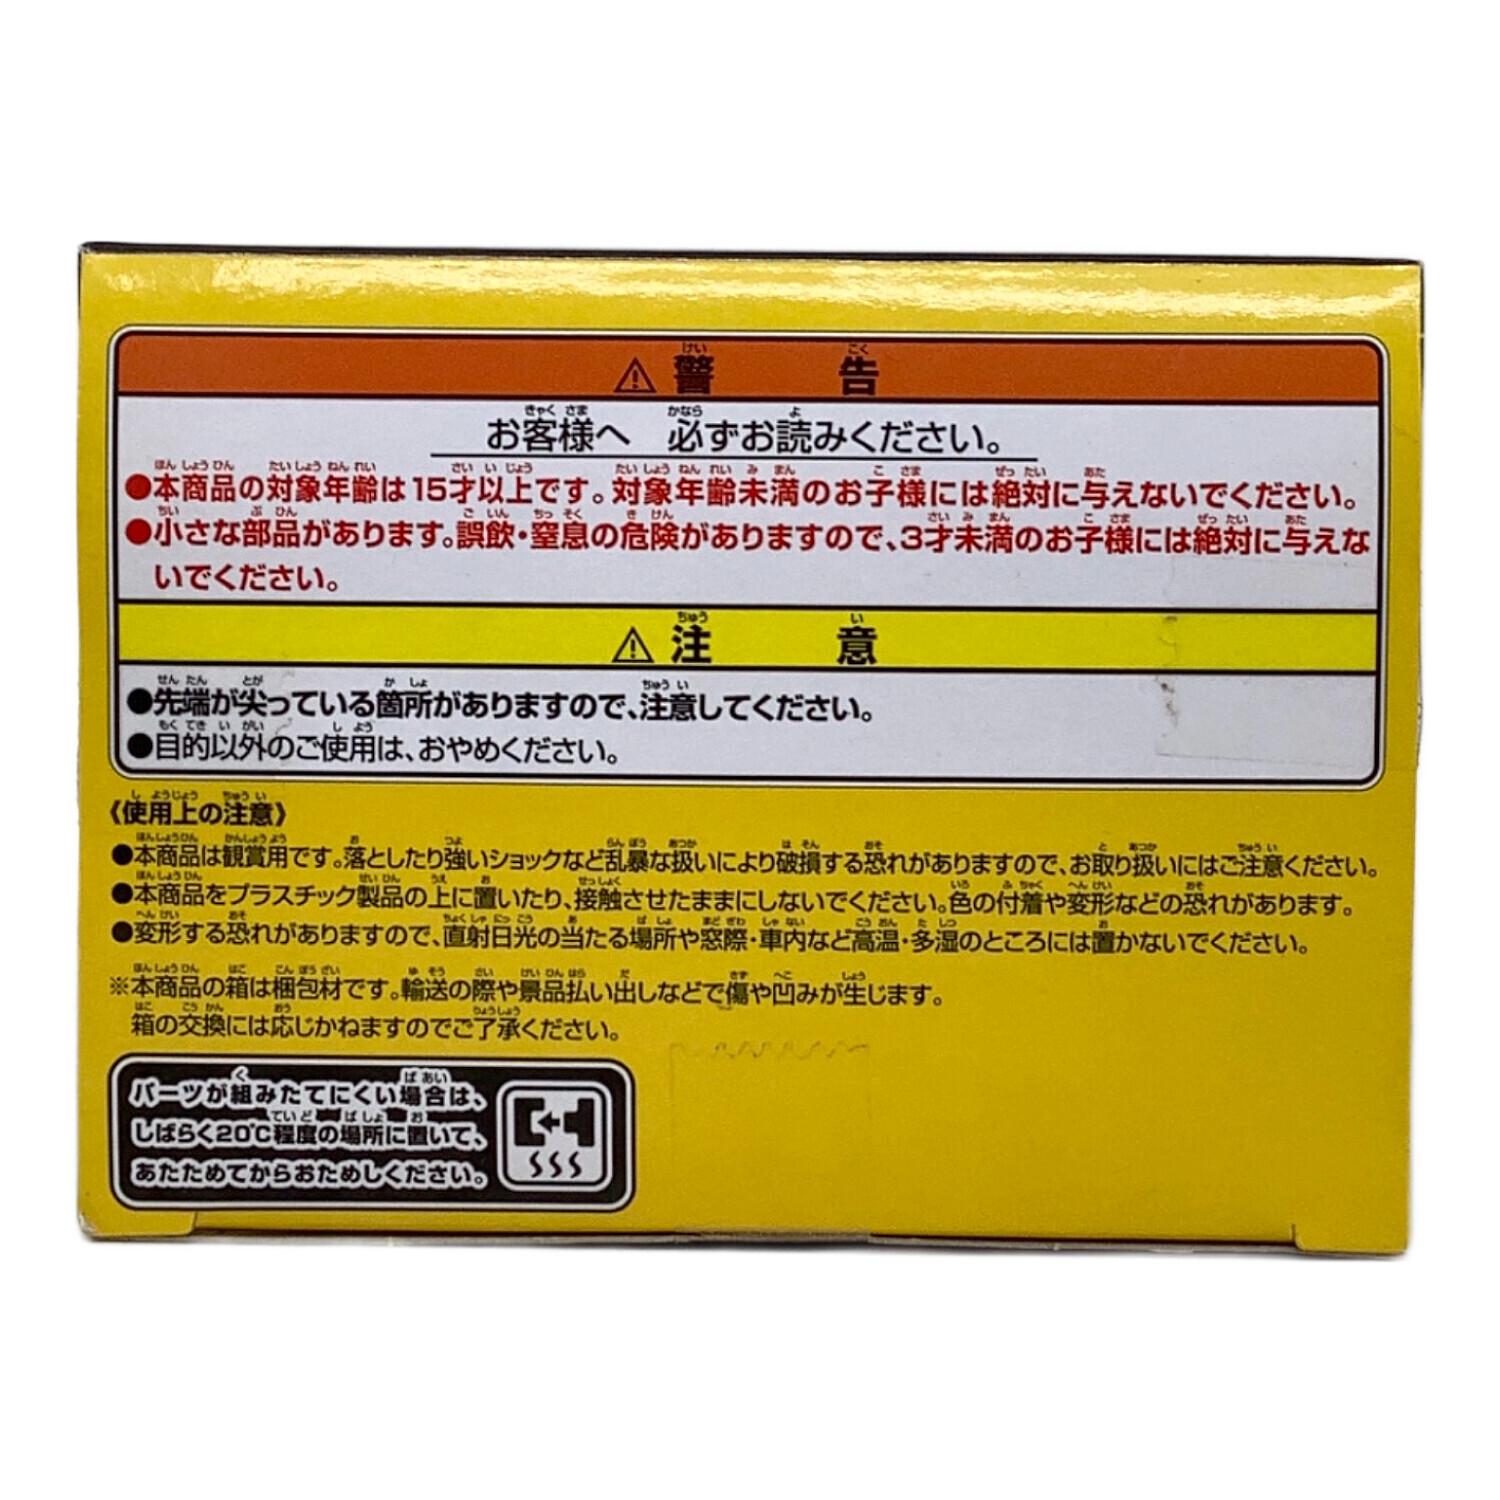 ⚠警告
お客様へ 必ずお読みください。
●本商品の対象年齢は15才以上です。対象年齢未満のお子様には絶対に与えないでください。
●小さな部品があります。誤飲・窒息の危険がありますので、3才未満のお子様には絶対に与えな
いでください。
⚠注意
●先端が尖っている箇所がありますので、注意してください。
●目的以外のご使用は、おやめください。
《使用上の注意》
●本商品は観賞用です。落としたり強いショックなど乱暴な扱いにより破損する恐れがありますので、お取り扱いにはご注意ください。
●本商品をプラスチック製品の上に置いたり、接触させたままにしないでください。色の付着や変形などの恐れがあります。
●変形する恐れがありますので、直射日光の当たる場所や窓際・車内など高温・多湿のところには置かないでください。
※本商品の箱は梱包材です。輸送の際や景品払い出しなどで傷や凹みが生じます。
箱の交換には応じかねますのでご了承ください。
パーツが組みたてにくい場合は、
しばらく20℃程度の場所に置いて、
あたためてからおためしください。